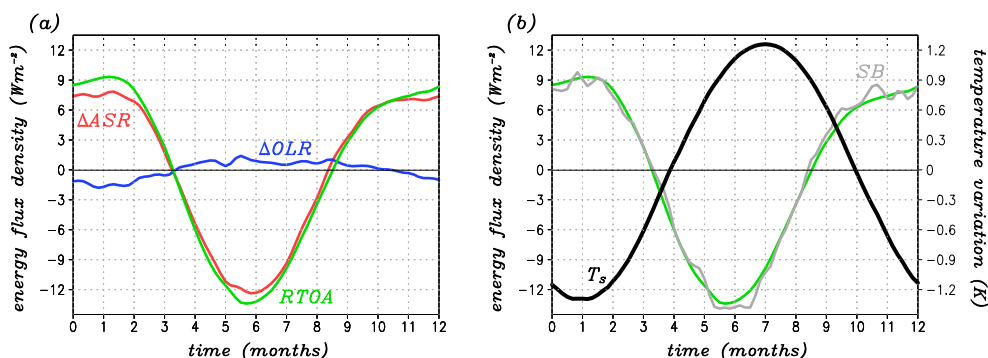 (a)
energy flux density (Wm⁻²)
12
9
6
3
0
−3
−6
−9
−12
ΔASR
ΔOLR
RTOA
0 1 2 3 4 5 6 7 8 9 10 11 12
time (months)
(b)
energy flux density (Wm⁻²)
12
9
6
3
0
−3
−6
−9
−12
SB
Tₛ
1.2
0.9
0.6
0.3
0.1
−0.1
−0.3
−0.6
−0.9
−1.2
temperature variation (K)
0 1 2 3 4 5 6 7 8 9 10 11 12
time (months)